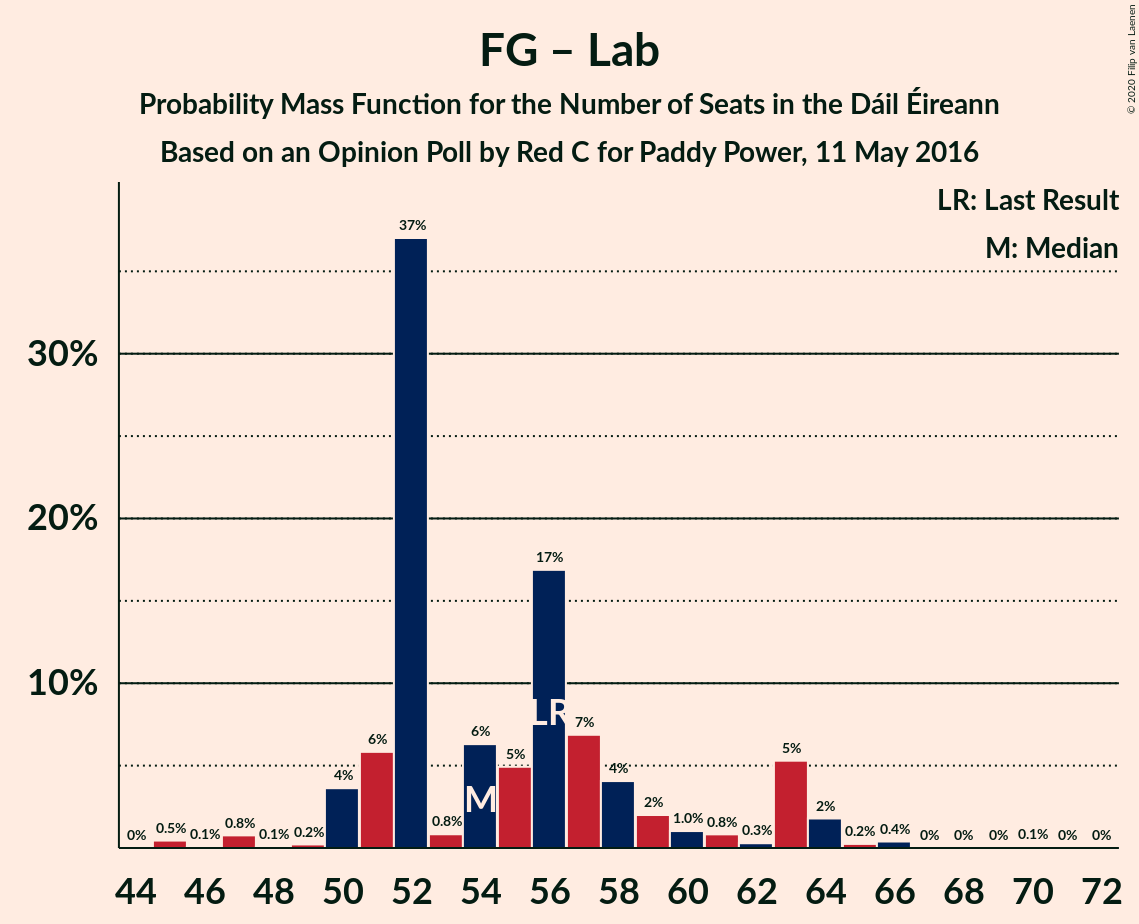 FG – Lab
Probability Mass Function for the Number of Seats in the Dáil Éireann
Based on an Opinion Poll by Red C for Paddy Power, 11 May 2016
© 2020 Filip van Laenen
LR: Last Result
M: Median
30%
20%
10%
0% 0.5% 0.1% 0.8% 0.1% 0.2% 4% 6% 37% 0.8% 6% 5% 17% 7% 4% 2% 1.0% 0.8% 0.3% 5% 2% 0.2% 0.4% 0% 0% 0% 0.1% 0% 0%
LR
M
44 46 48 50 52 54 56 58 60 62 64 66 68 70 72